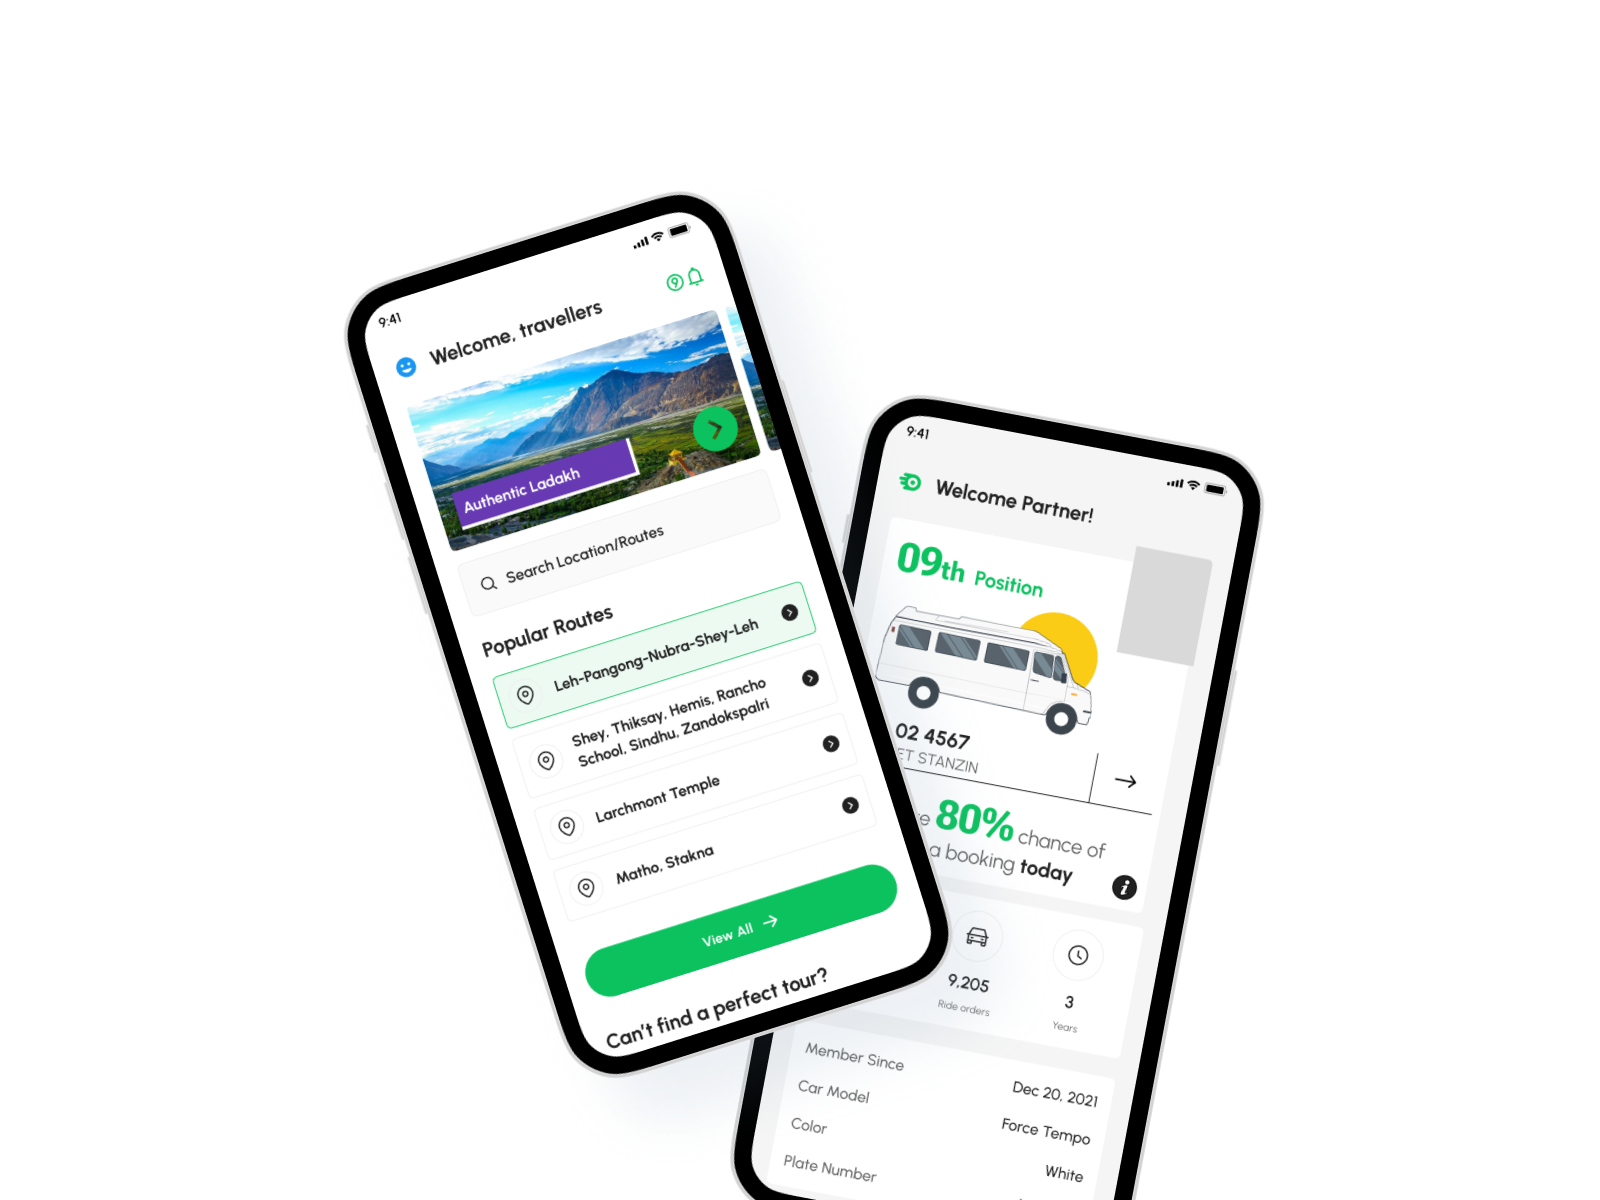 9:41
Welcome, travellers
Authentic Ladakh
Search Location/Routes
Popular Routes
Leh-Pangong-Nubra-Shey-Leh
Shey, Thiksay, Hemis, Rancho
School, Sindhu, Zandokspalri
Larchmont Temple
Matho, Stakna
View All
Can't find a perfect tour?
9:41
Welcome Partner!
09th Position
02 4567
STANZIN
80% chance of
a booking today
9,205
Ride orders
3
Years
Member Since
Dec 20, 2021
Car Model
Force Tempo
Color
White
Plate Number